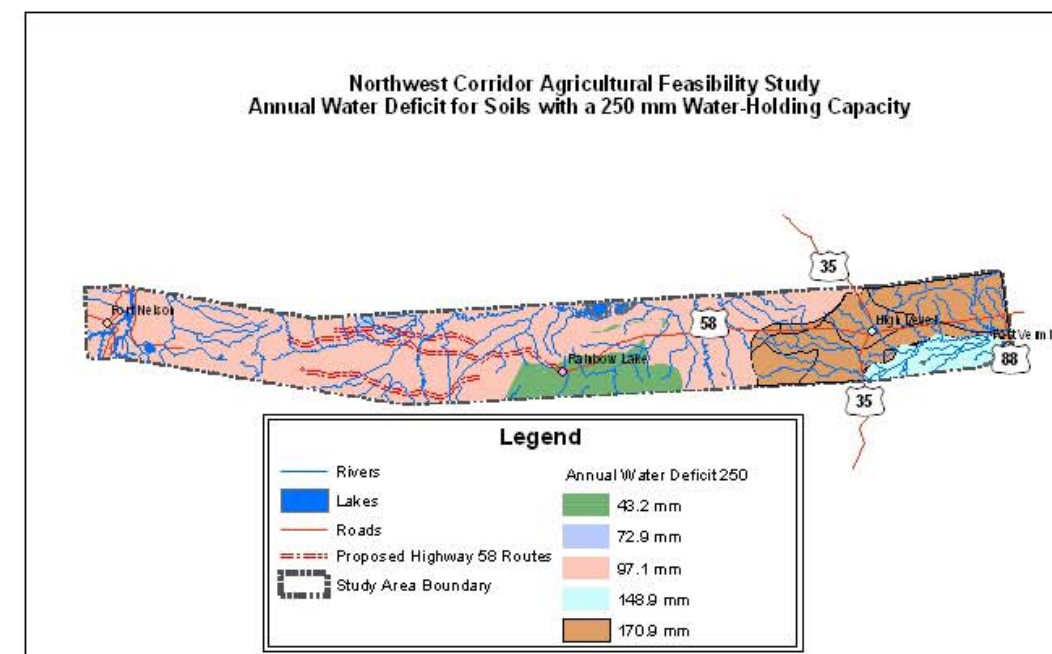 Northwest Corridor Agricultural Feasibility Study
Annual Water Deficit for Soils with a 250 mm Water-Holding Capacity
35
Fort Nelson
58
High Level
Rainbow Lake
88
35
Legend
Rivers
Lakes
Roads
Proposed Highway 58 Routes
Study Area Boundary
Annual Water Deficit 250
43.2 mm
72.9 mm
97.1 mm
148.9 mm
170.9 mm